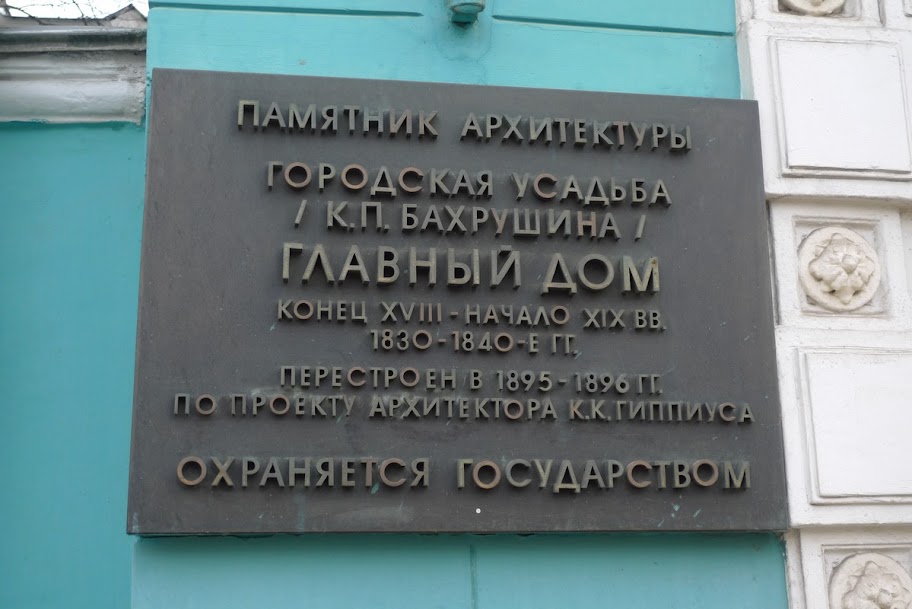 ПАМЯТНИК АРХИТЕКТУРЫ
ГОРОДСКАЯ УСАДЬБА
/ К.П. БАХРУШИНА /
ГЛАВНЫЙ ДОМ
КОНЕЦ XVIII - НАЧАЛО XIX ВВ.
1830-1840-Е ГГ.
ПЕРЕСТРОЕН В 1895-1896 ГГ.
ПО ПРОЕКТУ АРХИТЕКТОРА К.К.ГИППИУСА
ОХРАНЯЕТСЯ ГОСУДАРСТВОМ